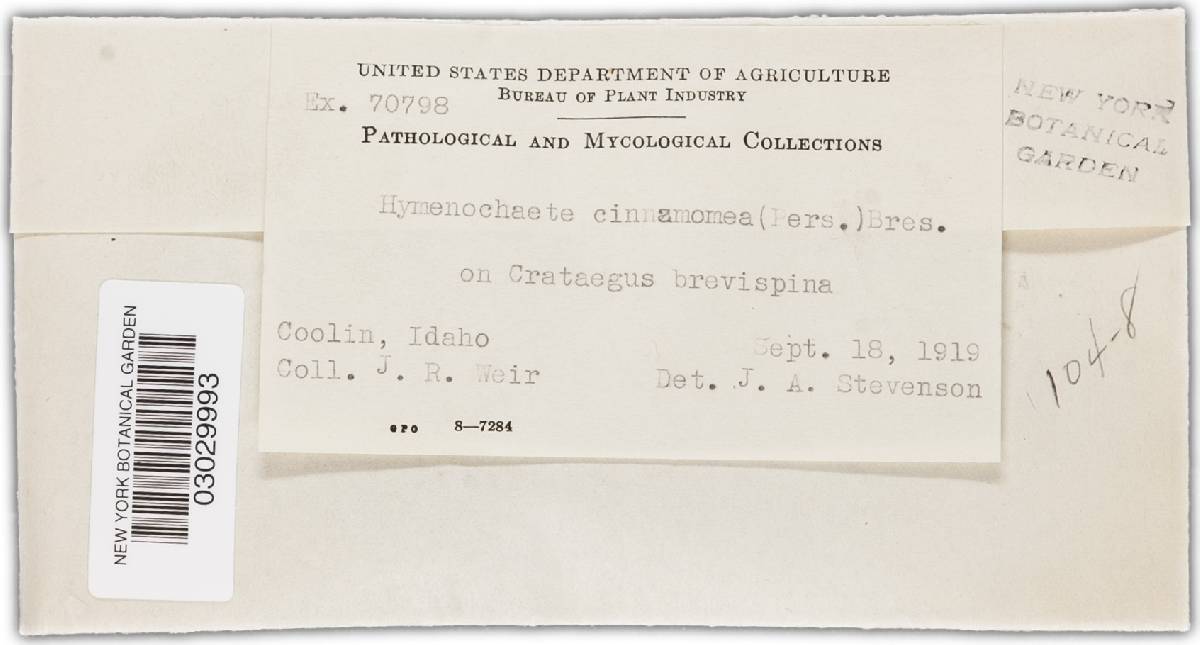 UNITED STATES DEPARTMENT OF AGRICULTURE
BUREAU OF PLANT INDUSTRY
Ex. 70798
PATHOLOGICAL AND MYCOLOGICAL COLLECTIONS
NEW YORK
BOTANICAL
GARDEN
Hymenochaete cinnamomea(Pers.)Bres.
on Crataegus brevispina
Coolin, Idaho
Sept. 18, 1919
Coll. J. R. Weir
Det. J. A. Stevenson
GPO 8—7284
104-8
NEW YORK BOTANICAL GARDEN
03029993